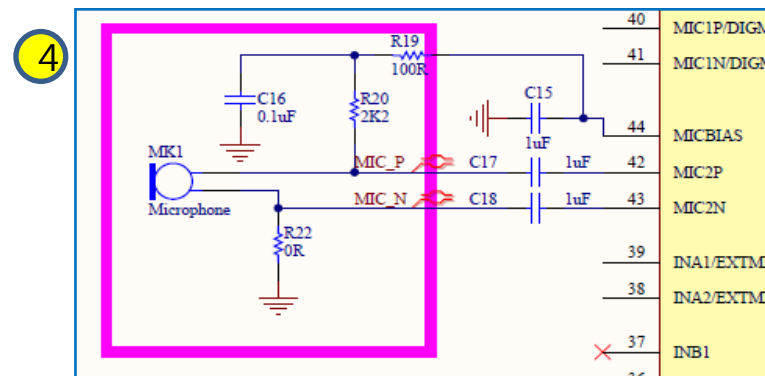 4
R19
100R
C16
0.1uF
R20
2K2
C15
1uF
MK1
Microphone
MIC_P
C17
1uF
MIC_N
C18
1uF
R22
0R
40
MIC1P/DIGM
41
MIC1N/DIGM
44
MICBIAS
42
MIC2P
43
MIC2N
39
INA1/EXTM
38
INA2/EXTM
37
INB1